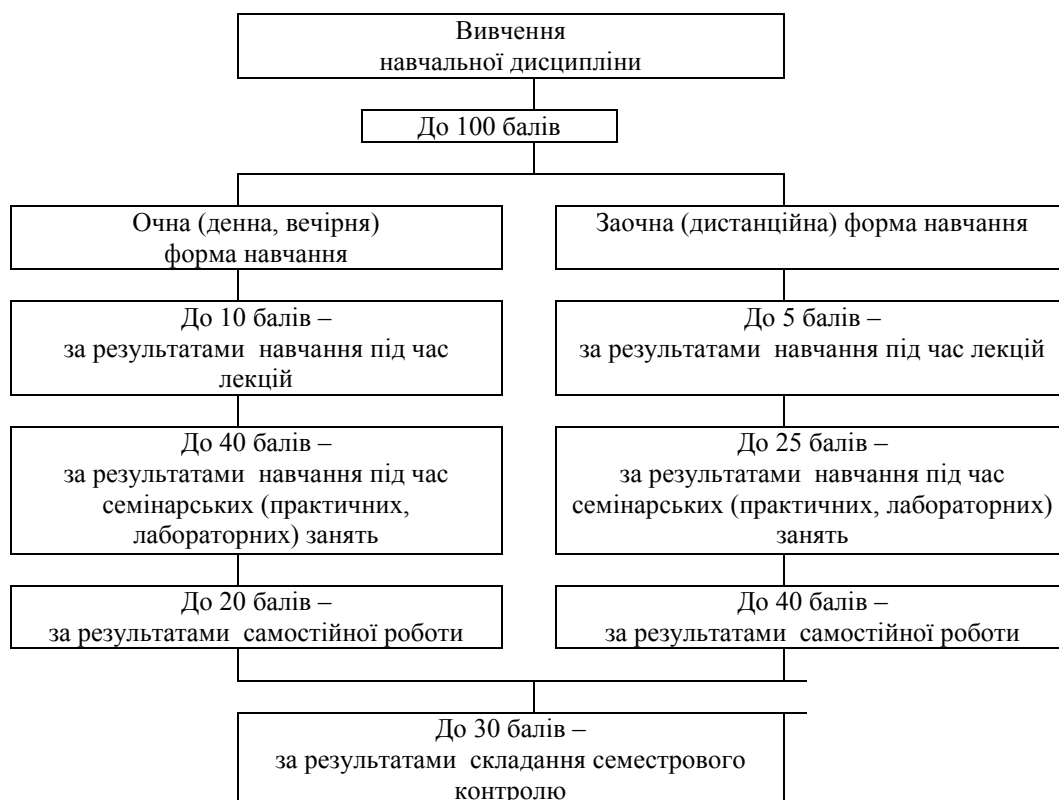 Вивчення
навчальної дисципліни
До 100 балів
Очна (денна, вечірня)
форма навчання
Заочна (дистанційна) форма навчання
До 10 балів –
за результатами навчання під час
лекцій
До 5 балів –
за результатами навчання під час лекцій
До 40 балів –
за результатами навчання під час
семінарських (практичних,
лабораторних) занять
До 25 балів –
за результатами навчання під час
семінарських (практичних, лабораторних)
занять
До 20 балів –
за результатами самостійної роботи
До 40 балів –
за результатами самостійної роботи
До 30 балів –
за результатами складання семестрового
контролю